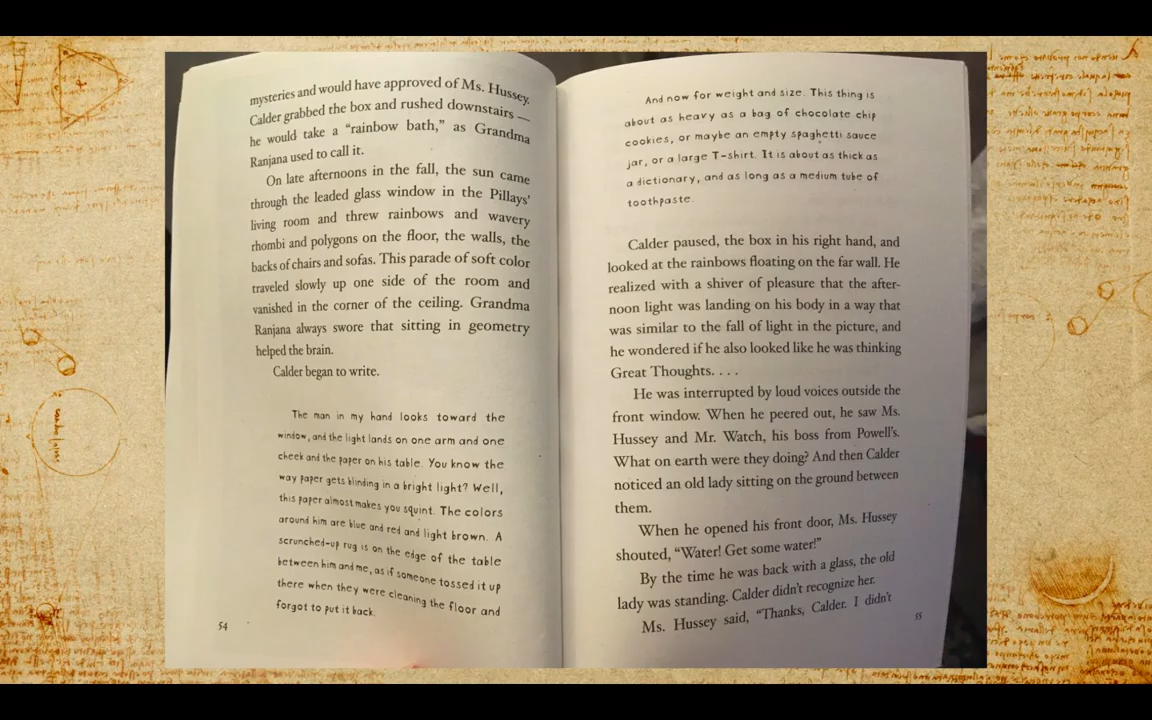 mysteries and would have approved of Ms. Hussey.
Calder grabbed the box and rushed downstairs —
he would take a “rainbow bath,” as Grandma
Ranjana used to call it.
On late afternoons in the fall, the sun came
through the leaded glass window in the Pillays’
living room and threw rainbows and wavery
rhombi and polygons on the floor, the walls, the
backs of chairs and sofas. This parade of soft color
traveled slowly up one side of the room and
vanished in the corner of the ceiling. Grandma
Ranjana always swore that sitting in geometry
helped the brain.
Calder began to write.
The man in my hand looks toward the
window, and the light lands on one arm and one
cheek and the paper on his table. You know the
way paper gets blinding in a bright light? Well,
this paper almost makes you squint. The colors
around him are blue and red and light brown. A
scrunched-up rug is on the edge of the table
between him and me, as if someone tossed it up
there when they were cleaning the floor and
forgot to put it back.
54
And now for weight and size. This thing is
about as heavy as a bag of chocolate chip
cookies, or maybe an empty spaghetti sauce
jar, or a large T-shirt. It is about as thick as
a dictionary, and as long as a medium tube of
toothpaste.
Calder paused, the box in his right hand, and
looked at the rainbows floating on the far wall. He
realized with a shiver of pleasure that the after-
noon light was landing on his body in a way that
was similar to the fall of light in the picture, and
he wondered if he also looked like he was thinking
Great Thoughts. . . .
He was interrupted by loud voices outside the
front window. When he peered out, he saw Ms.
Hussey and Mr. Watch, his boss from Powell’s.
What on earth were they doing? And then Calder
noticed an old lady sitting on the ground between
them.
When he opened his front door, Ms. Hussey
shouted, “Water! Get some water!”
By the time he was back with a glass, the old
lady was standing. Calder didn’t recognize her.
Ms. Hussey said, “Thanks, Calder. I didn’t
55